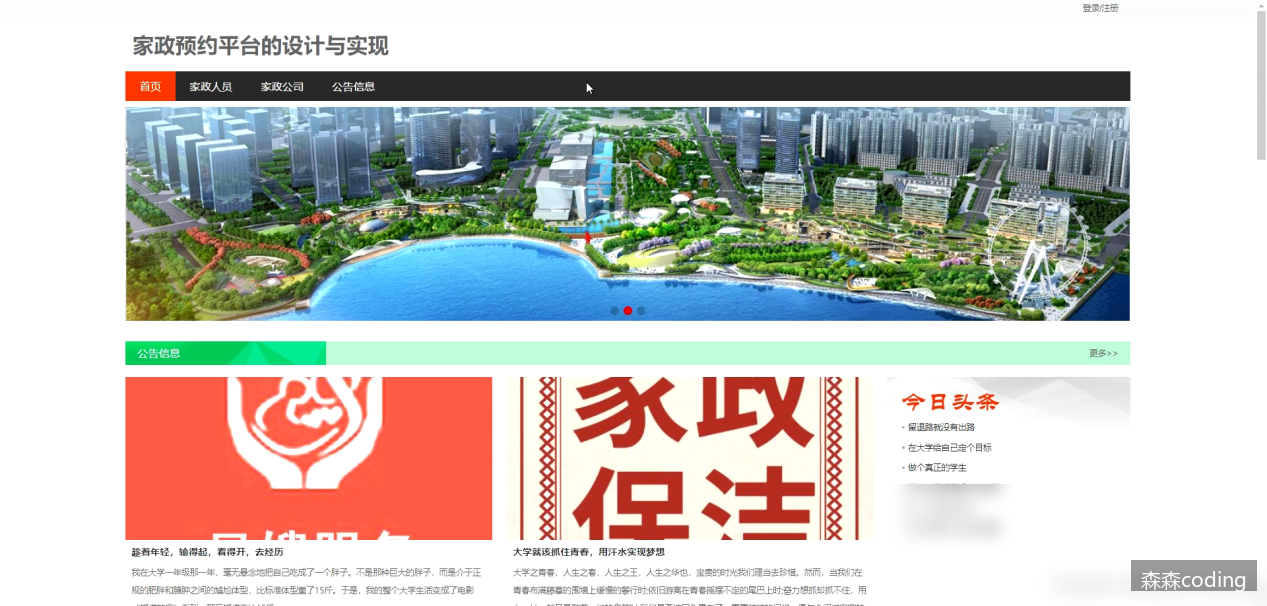 登录/注册
家政预约平台的设计与实现
首页 家政人员 家政公司 公告信息
公告信息
更多>>
家政
保洁
今日头条
留退路就没有出路
在大学给自己定个目标
做个真正的学生
趁着年轻，输得起，看得开，去经历
我在大学一年级那一年，毫无悬念地把自己吃成了一个胖子。不是那种巨大的胖子，而是介于正
规的肥胖和臃肿之间的尴尬体型，比标准体型重了15斤。于是，我的整个大学生活变成了电影
大学就该抓住青春，用汗水实现梦想
大学之青春，人生之春、人生之王，人生之华也，宝贵的时光我们理当去珍惜。然而，当我们在
青春布满藤蔓的围墙上缓慢的攀行时;依旧游离在青春摇摆不定的尾巴上时;奋力想抓却抓不住，用
森森coding